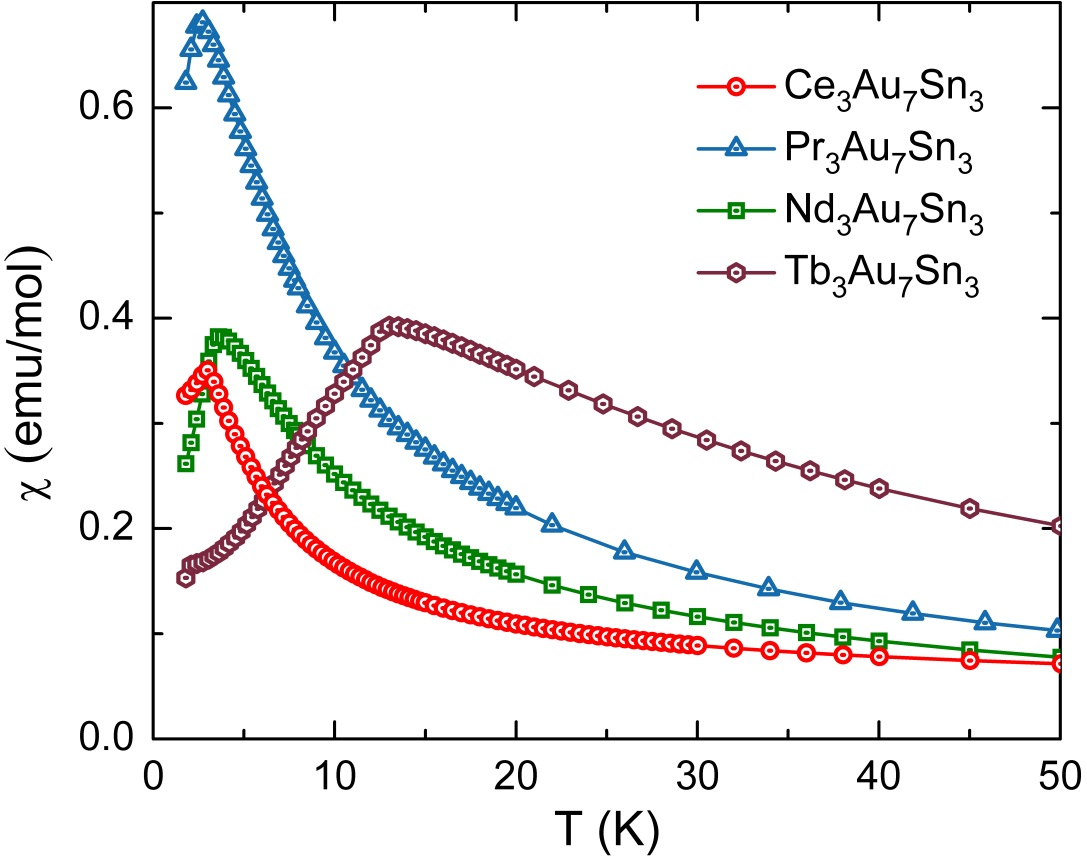 Ce₃Au₇Sn₃
Pr₃Au₇Sn₃
Nd₃Au₇Sn₃
Tb₃Au₇Sn₃
0.6
0.4
0.2
0.0
χ (emu/mol)
0 10 20 30 40 50
T (K)